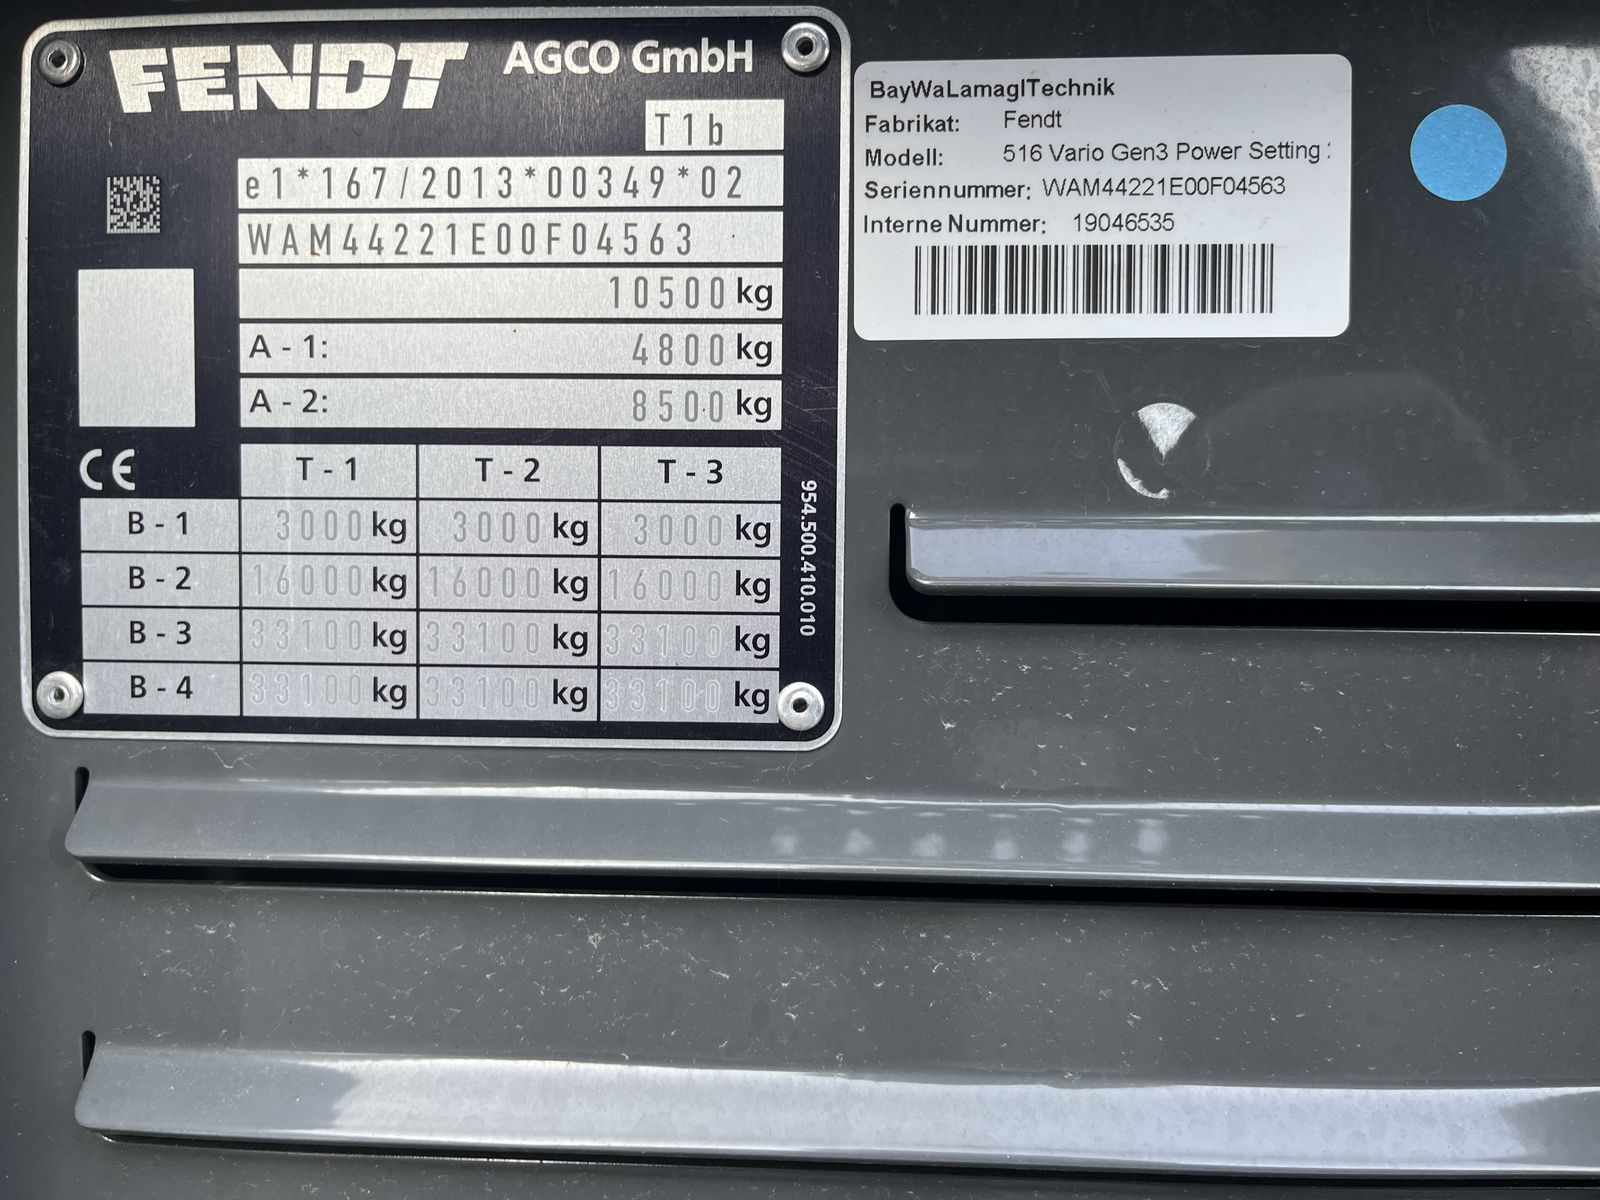 FENDT AGCO GmbH
T1b
e1*167/2013*00349*02
WAM44221E00F04563
10500 kg
A - 1: 4800 kg
A - 2: 8500 kg
CE T - 1 T - 2 T - 3
B - 1 3000 kg 3000 kg 3000 kg
B - 2 16000 kg 16000 kg 16000 kg
B - 3 33100 kg 33100 kg 33100 kg
B - 4 33100 kg 33100 kg 33100 kg
954.500.410.010
BayWaLamaglTechnik
Fabrikat: Fendt
Modell: 516 Vario Gen3 Power Setting
Seriennummer: WAM44221E00F04563
Interne Nummer: 19046535